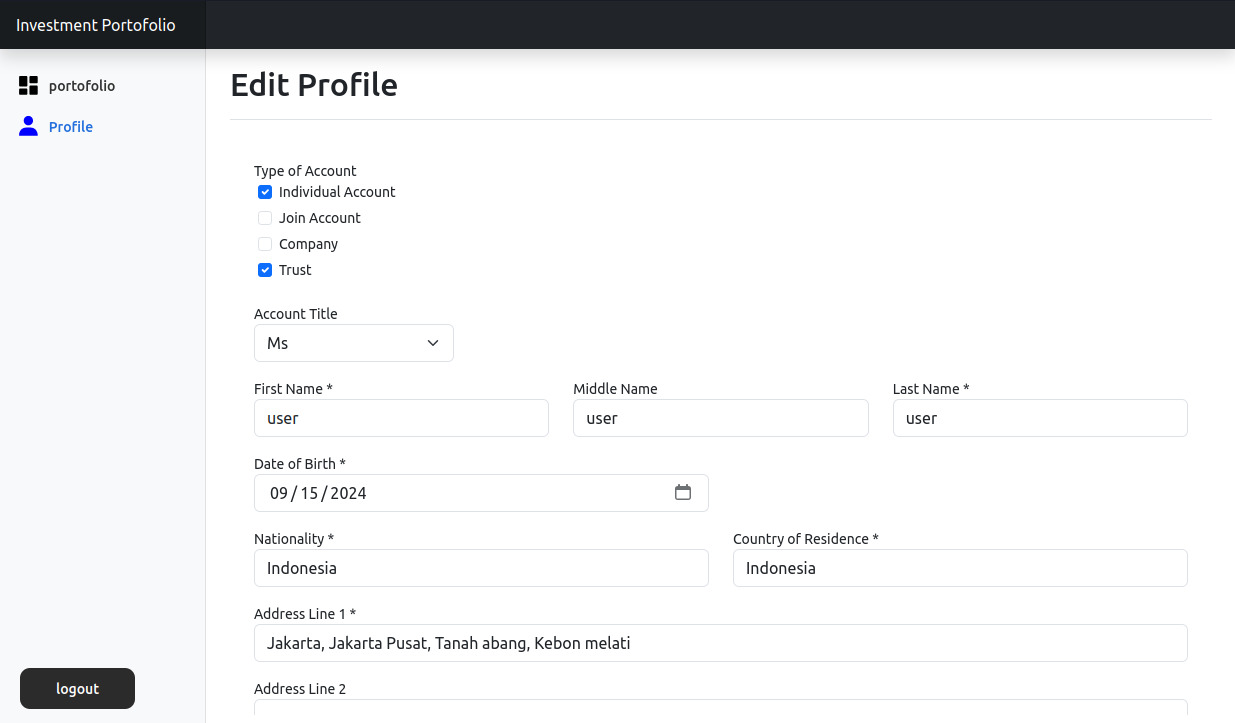 Investment Portofolio
portofolio
Profile
logout
Edit Profile
Type of Account
Individual Account
Join Account
Company
Trust
Account Title
Ms
First Name * Middle Name Last Name *
user user user
Date of Birth *
09 / 15 / 2024
Nationality * Country of Residence *
Indonesia Indonesia
Address Line 1 *
Jakarta, Jakarta Pusat, Tanah abang, Kebon melati
Address Line 2